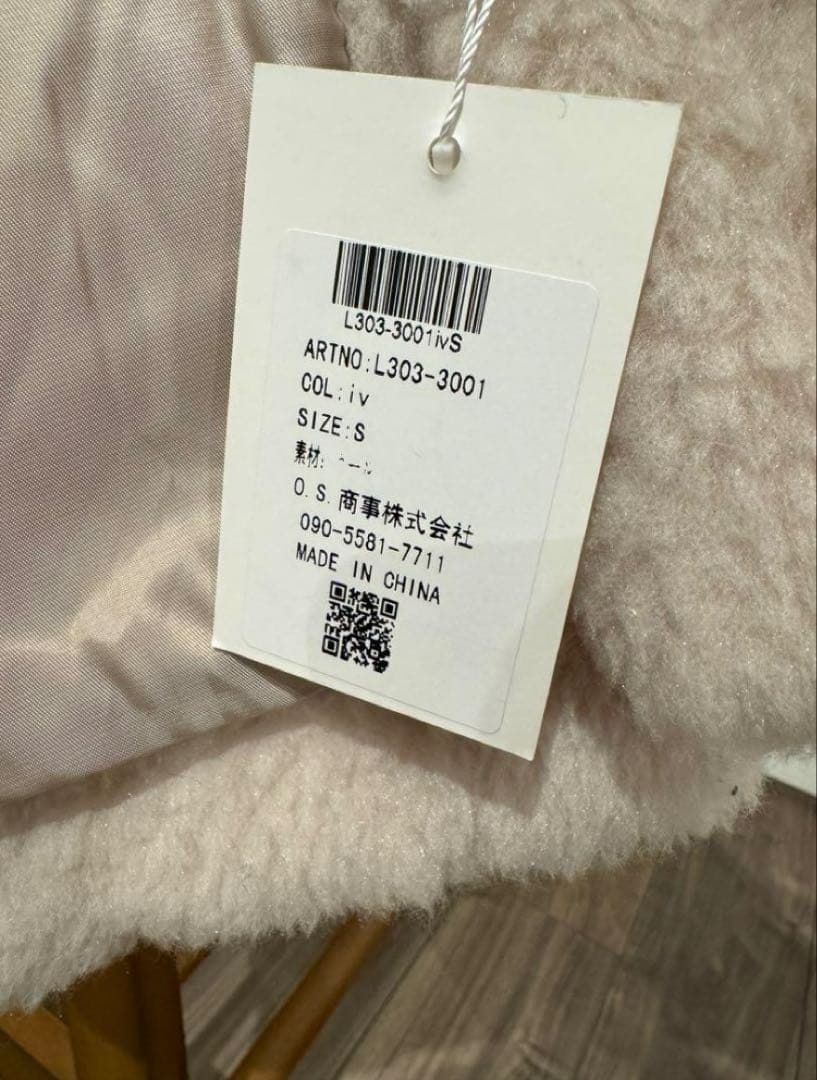 L303-3001ivS
ARTNO:L303-3001
COL:iv
SIZE:S
素材:
O.S.商事株式会社
090-5581-7711
MADE IN CHINA